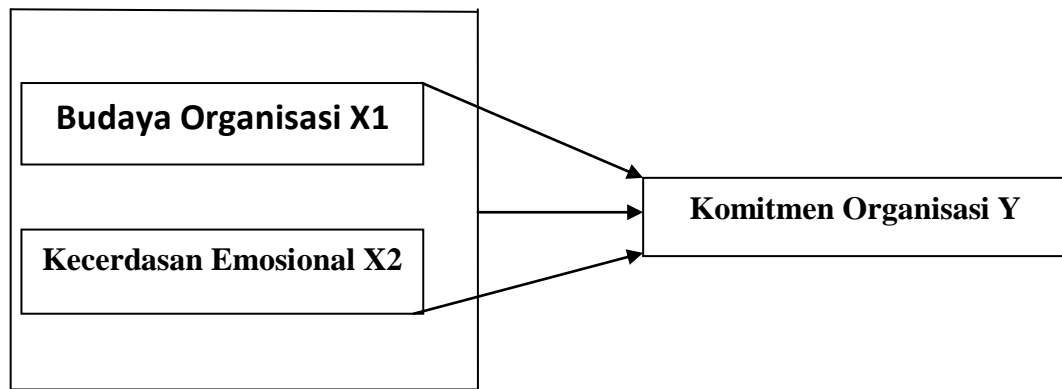 Budaya Organisasi X1
Komitmen Organisasi Y
Kecerdasan Emosional X2